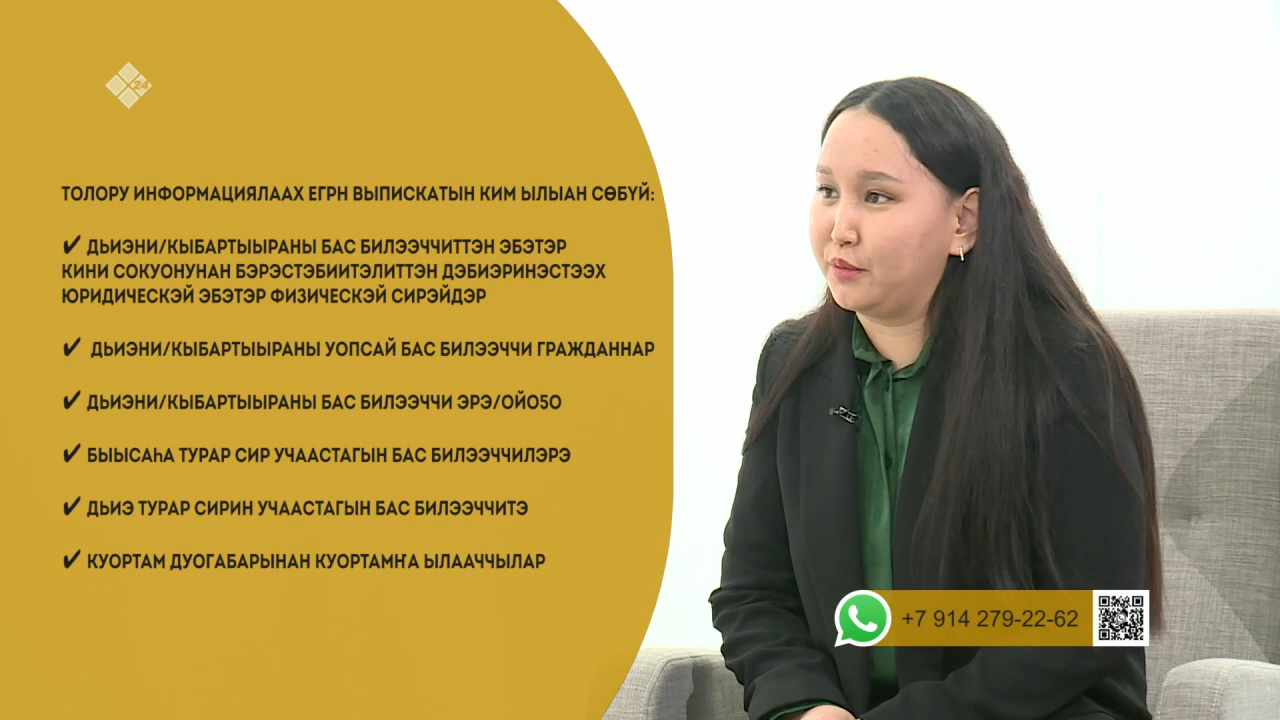 24
ТОЛОРУ ИНФОРМАЦИЯЛААХ ЕГРН ВЫПИСКАТЫН КИМ ЫЛЫАН СӨБҮЙ:
✔ ДЬИЭНИ/КЫБАРТЫЫРАНЫ БАС БИЛЭЭЧЧИТТЭН ЭБЭТЭР
КИНИ СОКУОНУНАН БЭРЭСТЭБИИТЭЛИТТЭН ДЭБИЭРИНЭСТЭЭХ
ЮРИДИЧЕСКЭЙ ЭБЭТЭР ФИЗИЧЕСКЭЙ СИРЭЙДЭР
✔ ДЬИЭНИ/КЫБАРТЫЫРАНЫ УОПСАЙ БАС БИЛЭЭЧЧИ ГРАЖДАННАР
✔ ДЬИЭНИ/КЫБАРТЫЫРАНЫ БАС БИЛЭЭЧЧИ ЭРЭ/ОЙО5О
✔ БЫЫСАҺА ТУРАР СИР УЧААСТАГЫН БАС БИЛЭЭЧЧИЛЭРЭ
✔ ДЬИЭ ТУРАР СИРИН УЧААСТАГЫН БАС БИЛЭЭЧЧИТЭ
✔ КУОРТАМ ДУОГАБАРЫНАН КУОРТАМҤА ЫЛААЧЧЫЛАР
+7 914 279-22-62